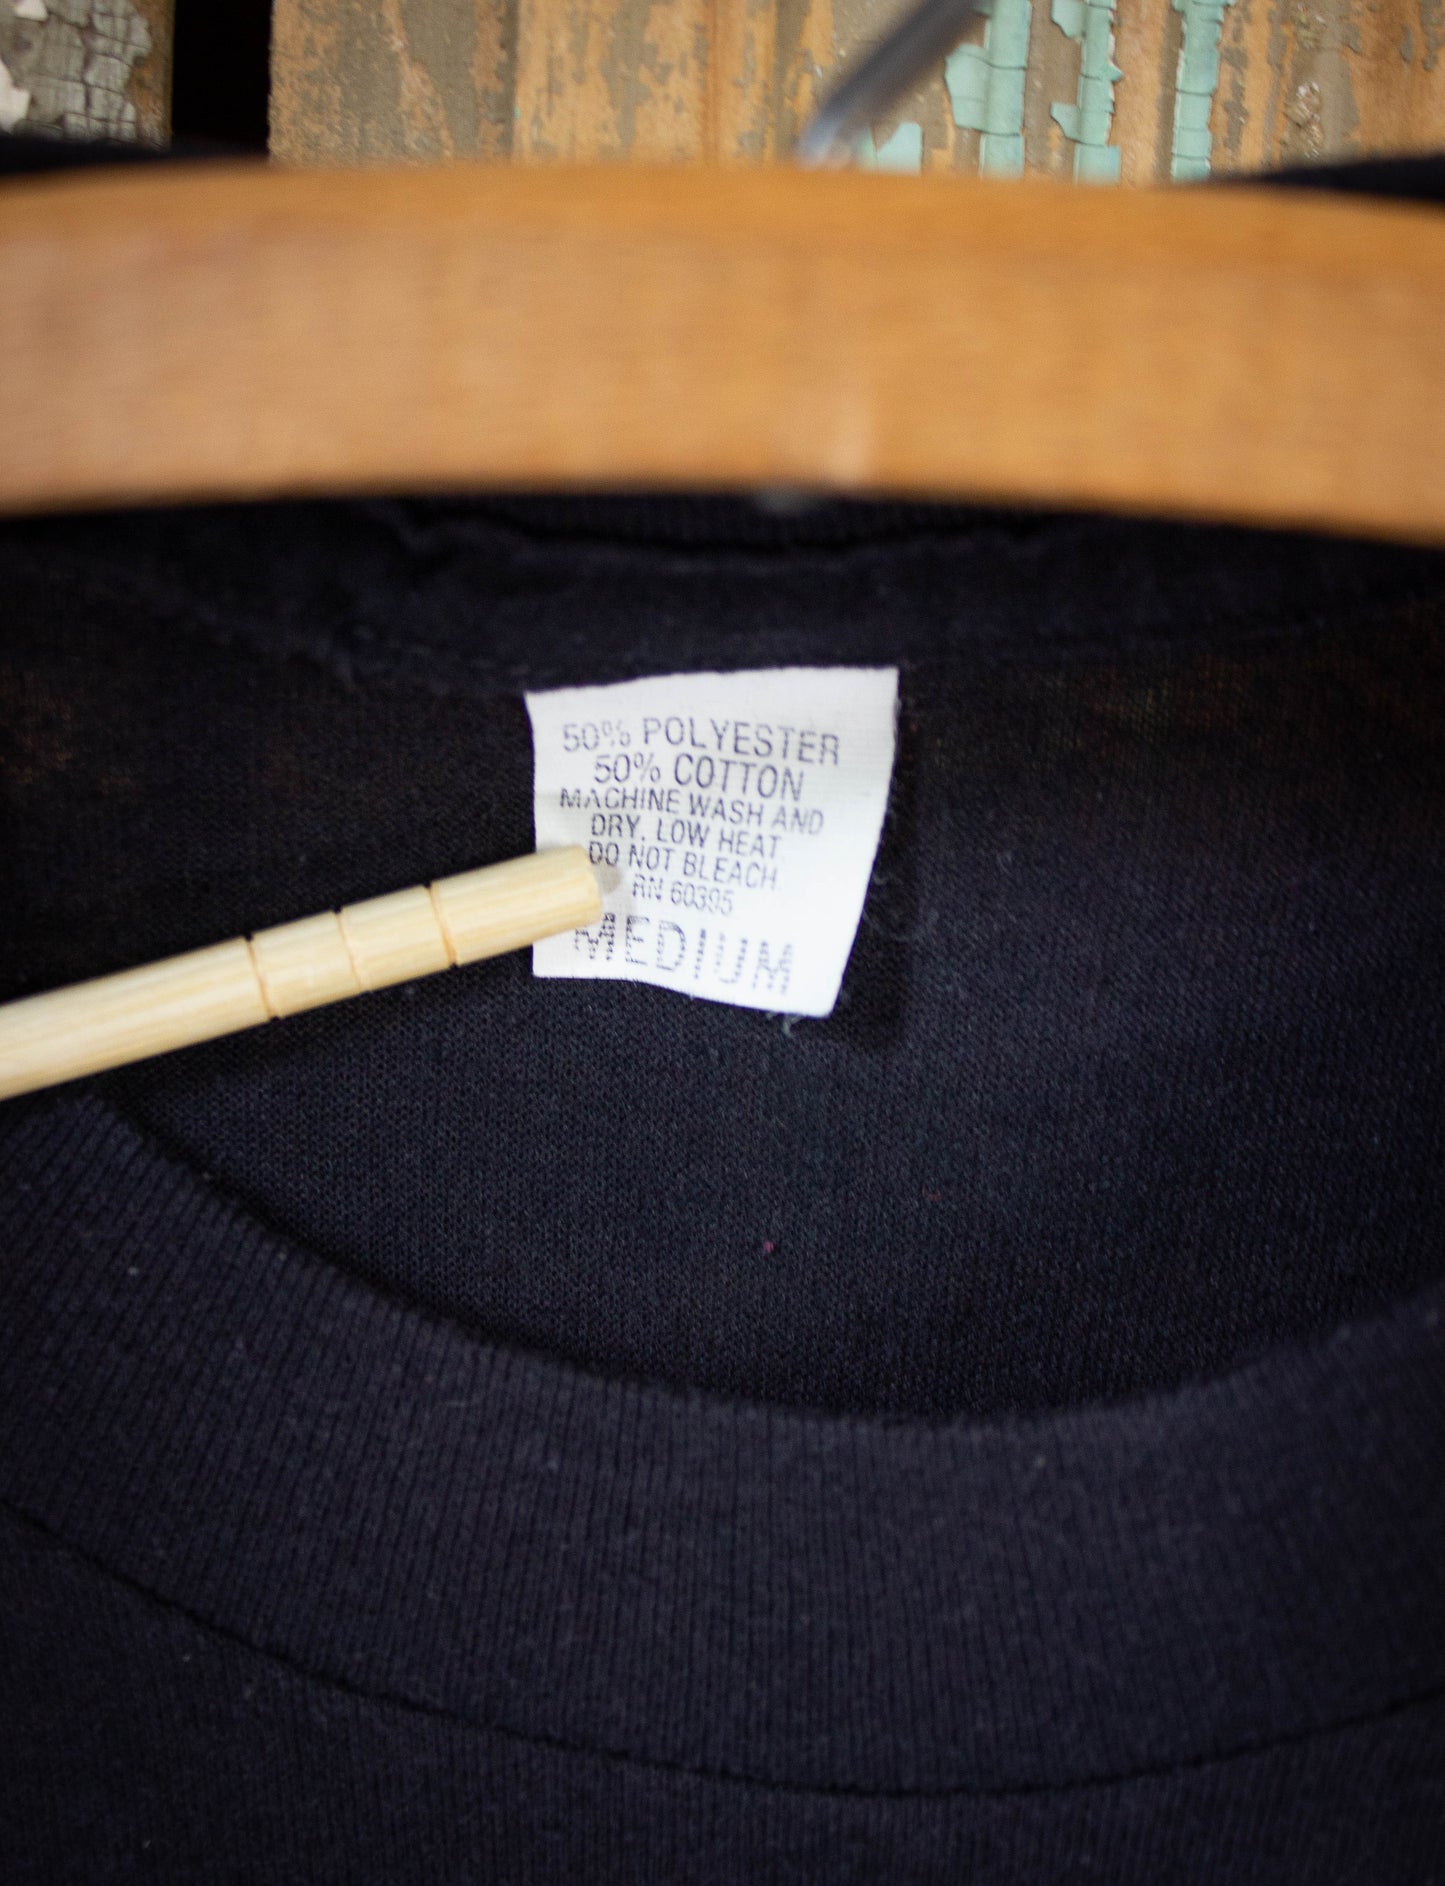 50% POLYESTER
50% COTTON
MACHINE WASH AND
DRY. LOW HEAT
DO NOT BLEACH.
RN 60395
MEDIUM